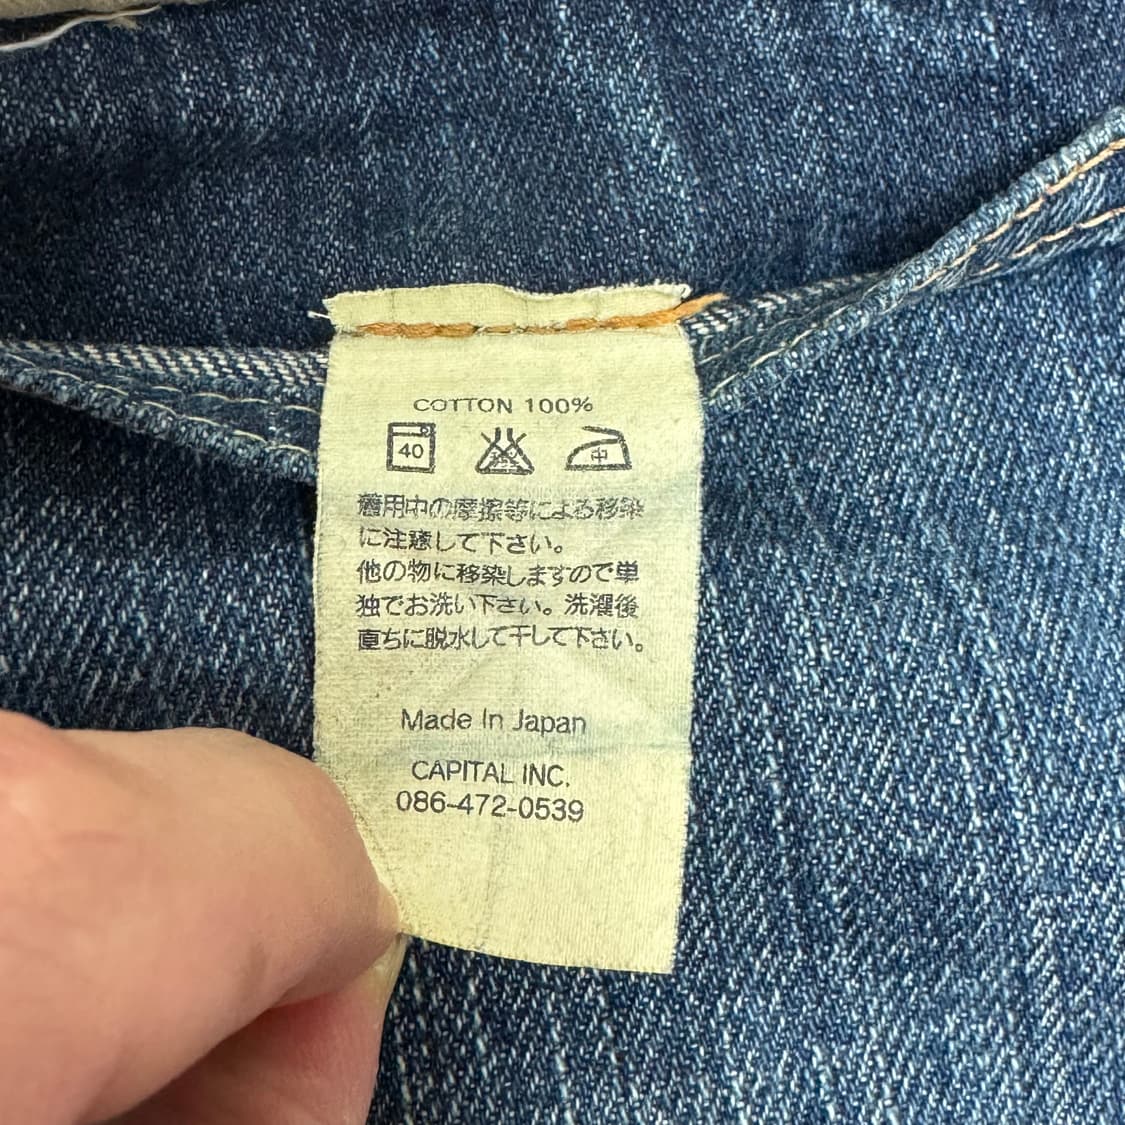 COTTON 100%
40 中
着用中の摩擦等による移染
に注意して下さい。
他の物に移染しますので単
独でお洗い下さい。洗濯後
直ちに脱水して干して下さい。
Made In Japan
CAPITAL INC.
086-472-0539